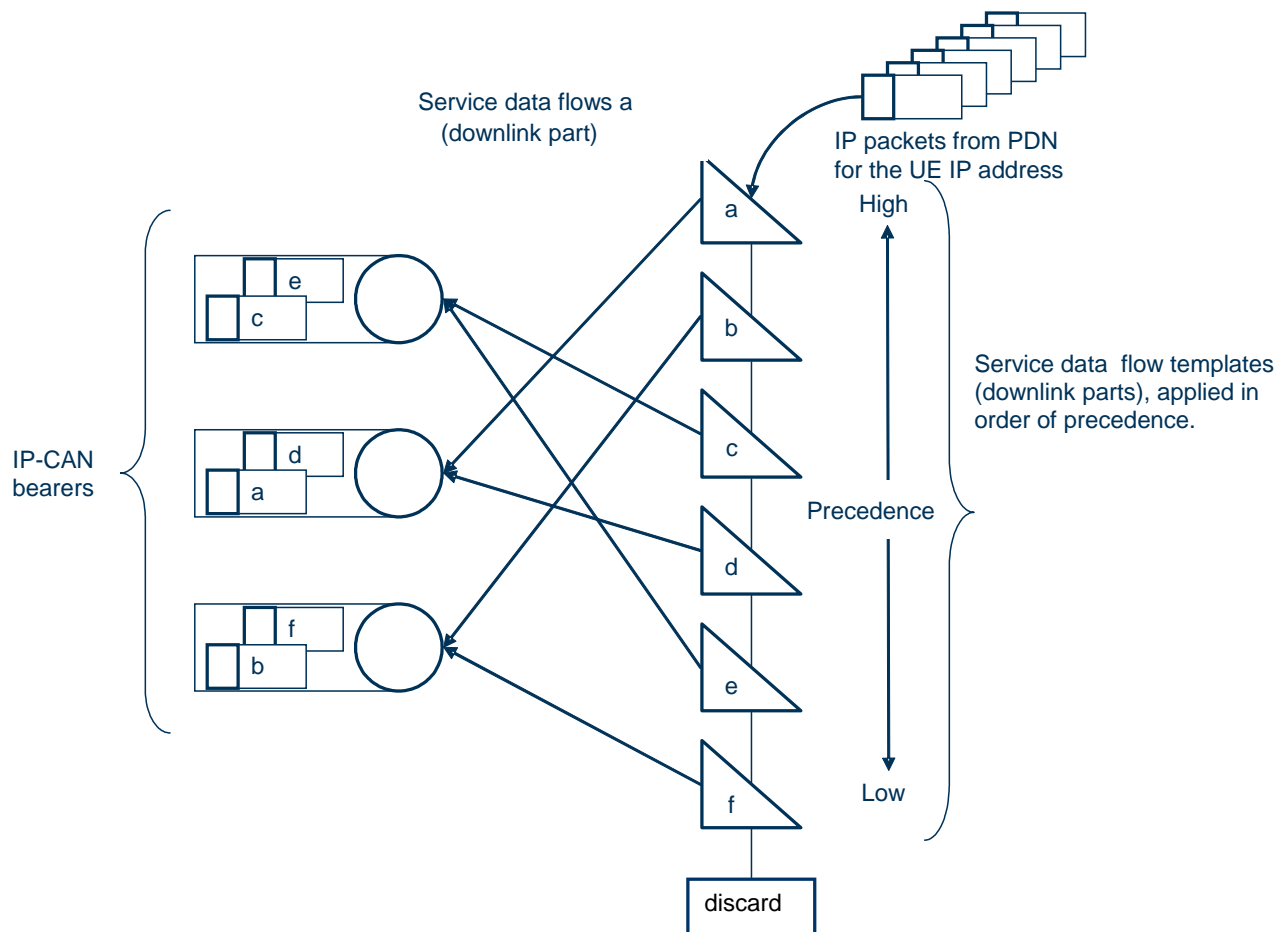 Service data flows a
(downlink part)
IP packets from PDN
for the UE IP address
High
a
e
c
b
Service data  flow templates
(downlink parts), applied in
order of precedence.
c
IP-CAN
bearers
d
a
Precedence
d
f
b
e
Low
f
discard